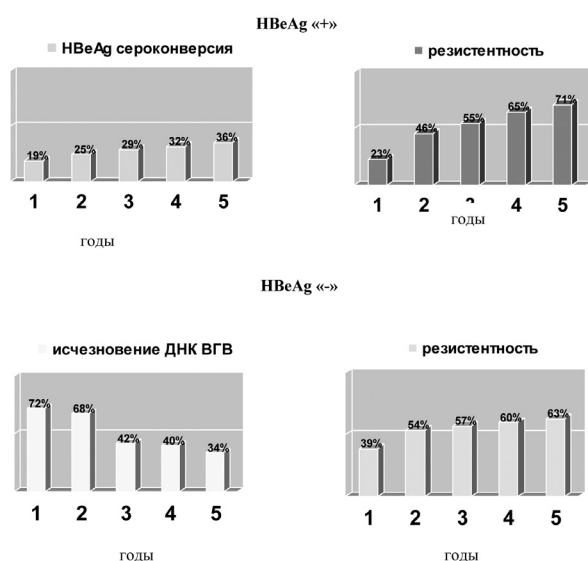 HBeAg «+»
HBeAg сероконверсия
19% 25% 29% 32% 36%
1 2 3 4 5
годы
резистентность
23% 46% 55% 65% 71%
1 2 3 4 5
годы
HBeAg «-»
исчезновение ДНК ВГВ
72% 68% 42% 40% 34%
1 2 3 4 5
годы
резистентность
39% 54% 57% 60% 63%
1 2 3 4 5
годы